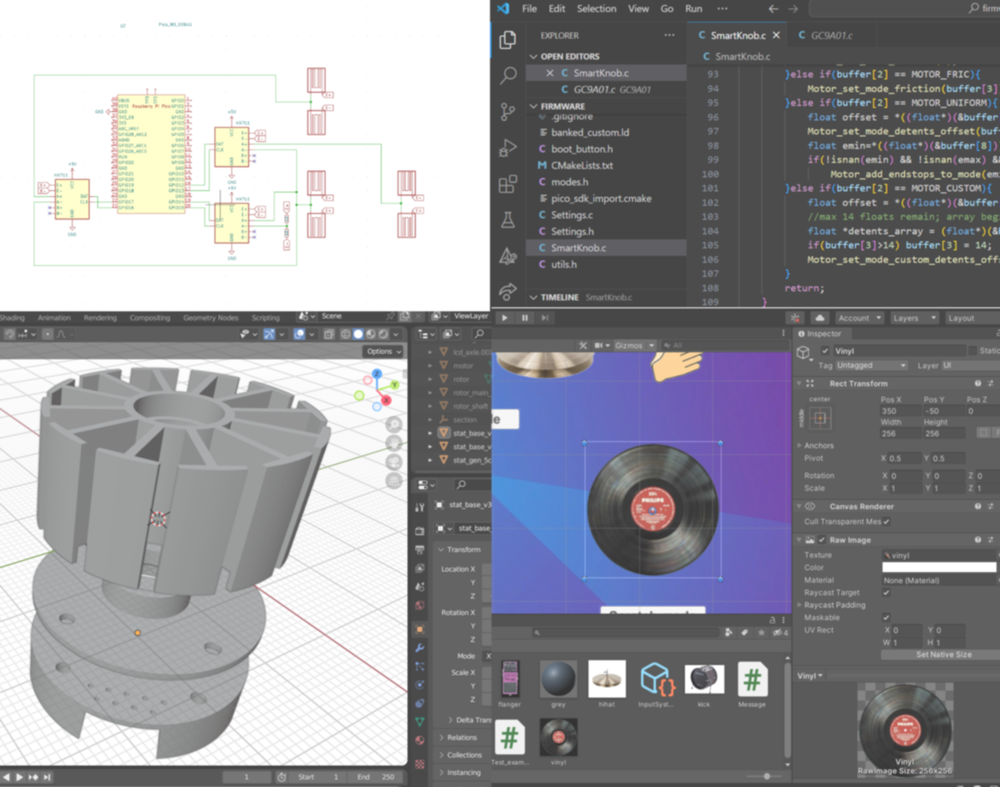 U?
Pico_W3_DEBUG
VBUS
VSYS
GND
3V3_EN
3V3
ADC_VREF
GPIO28_ADC2
AGND
GPIO27_ADC1
GPIO26_ADC0
RUN
GPIO22
GND
GPIO21
GPIO20
GPIO19
GPIO18
GND
GPIO17
GPIO16
Raspberry Pi Pico
GPIO0
GPIO1
GND
GPIO2
GPIO3
GPIO4
GPIO5
GND
GPIO6
GPIO7
GPIO8
GPIO9
GND
GPIO10
GPIO11
GPIO12
GPIO13
GND
GPIO14
GPIO15
GND
+5V
HX711
VCC
DAT
CLK
GND
GND
+5V
HX711
VCC
DAT
CLK
GND
GND
+5V
HX711
VCC
DAT
CLK
GND
GND
File Edit Selection View Go Run ···
firmw
EXPLORER
OPEN EDITORS
SmartKnob.c
GC9A01.c GC9A01
FIRMWARE
.gitignore
banked_custom.ld
boot_button.h
CMakeLists.txt
modes.h
pico_sdk_import.cmake
Settings.c
Settings.h
SmartKnob.c
utils.h
TIMELINE SmartKnob.c
SmartKnob.c
GC9A01.c
SmartKnob.c
93 }else if(buffer[2] == MOTOR_FRIC){
94 Motor_set_mode_friction(buffer[3]
95 }else if(buffer[2] == MOTOR_UNIFORM){
96 float offset = *((float*)(&buffer
97 Motor_set_mode_detents_offset(buf
98 float emin=*((float*)(&buffer[8])
99 if(!isnan(emin) && !isnan(emax) &
100 Motor_add_endstops_to_mode(em
101 }else if(buffer[2] == MOTOR_CUSTOM){
102 float offset = *((float*)(&buffer
103 //max 14 floats remain; array beg
104 float *detents_array = (float*)(&
105 if(buffer[3]>14) buffer[3] = 14;
106 Motor_set_mode_custom_detents_off
107 }
108 return;
109 }
Shading Animation Rendering Compositing Geometry Nodes Scripting
Scene
ViewLayer
Options
Z
Y
X
lcd_axle.001
motor
rotor
rotor_main_
rotor_shaft
section
stat_base_v
stat_base_v
stat_gen_5c
stat_base_v3
stat_base_
Transform
Location X
Y
Z
Rotation X
Y
Z
Mode X
Scale X
Y
Z
Delta Trans
Relations
Collections
Instancing
1
Start 1
End 250
Account Layers Layout
Gizmos
All
e
PHILIPS
4
flanger
grey
hihat
InputSyst...
kick
Message
Test_exam...
vinyl
Inspector
Vinyl
Static
Tag Untagged Layer UI
Rect Transform
center
middle
Pos X Pos Y Pos Z
350 -50 0
Width Height
256 256
Anchors
Pivot X 0.5 Y 0.5
Rotation X 0 Y 0 Z 0
Scale X 1 Y 1 Z 1
Canvas Renderer
Cull Transparent Mes
Raw Image
Texture vinyl
Color
Material None (Material)
Raycast Target
Raycast Padding
Maskable
UV Rect X 0 Y 0
W 1 H 1
Set Native Size
Vinyl
PHILIPS
Vinyl
RawImage Size: 256x256